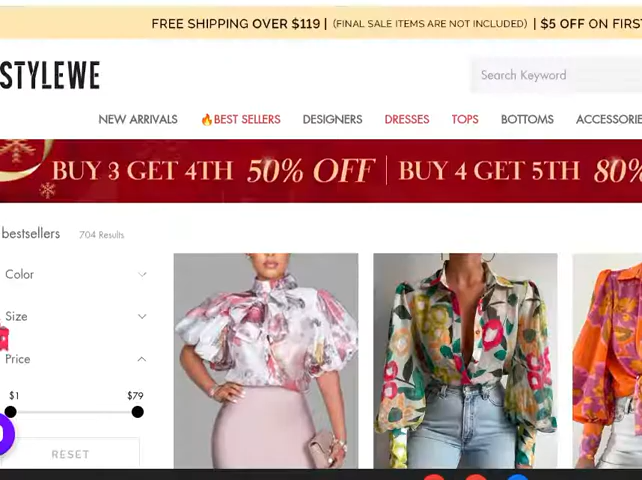 FREE SHIPPING OVER $119 | (FINAL SALE ITEMS ARE NOT INCLUDED) | $5 OFF ON FIRS
STYLEWE
Search Keyword
NEW ARRIVALS 🔥BEST SELLERS DESIGNERS DRESSES TOPS BOTTOMS ACCESSORIE
BUY 3 GET 4TH 50% OFF | BUY 4 GET 5TH 80%
bestsellers 704 Results
Color
Size
Price
$1 $79
RESET